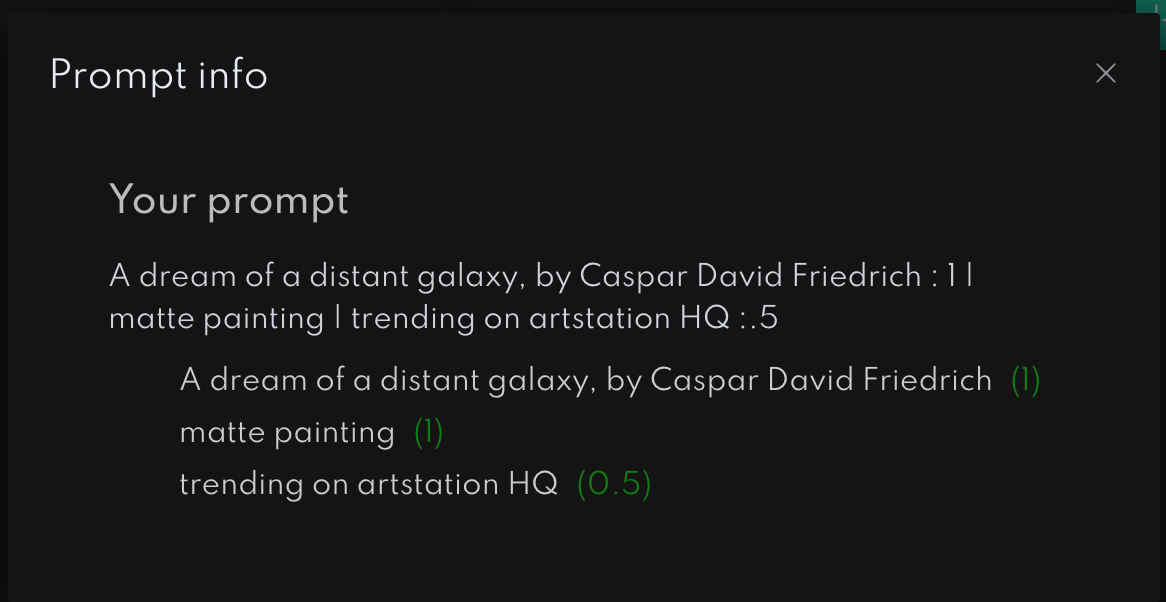 Prompt info
Your prompt
A dream of a distant galaxy, by Caspar David Friedrich : 1 |
matte painting | trending on artstation HQ :.5
A dream of a distant galaxy, by Caspar David Friedrich (1)
matte painting (1)
trending on artstation HQ (0.5)